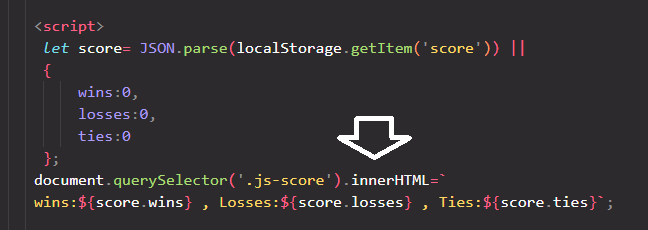 <script>
let score= JSON.parse(localStorage.getItem('score')) ||
{
wins:0,
losses:0,
ties:0
};
document.querySelector('.js-score').innerHTML=`
wins:${score.wins} , Losses:${score.losses} , Ties:${score.ties}`;